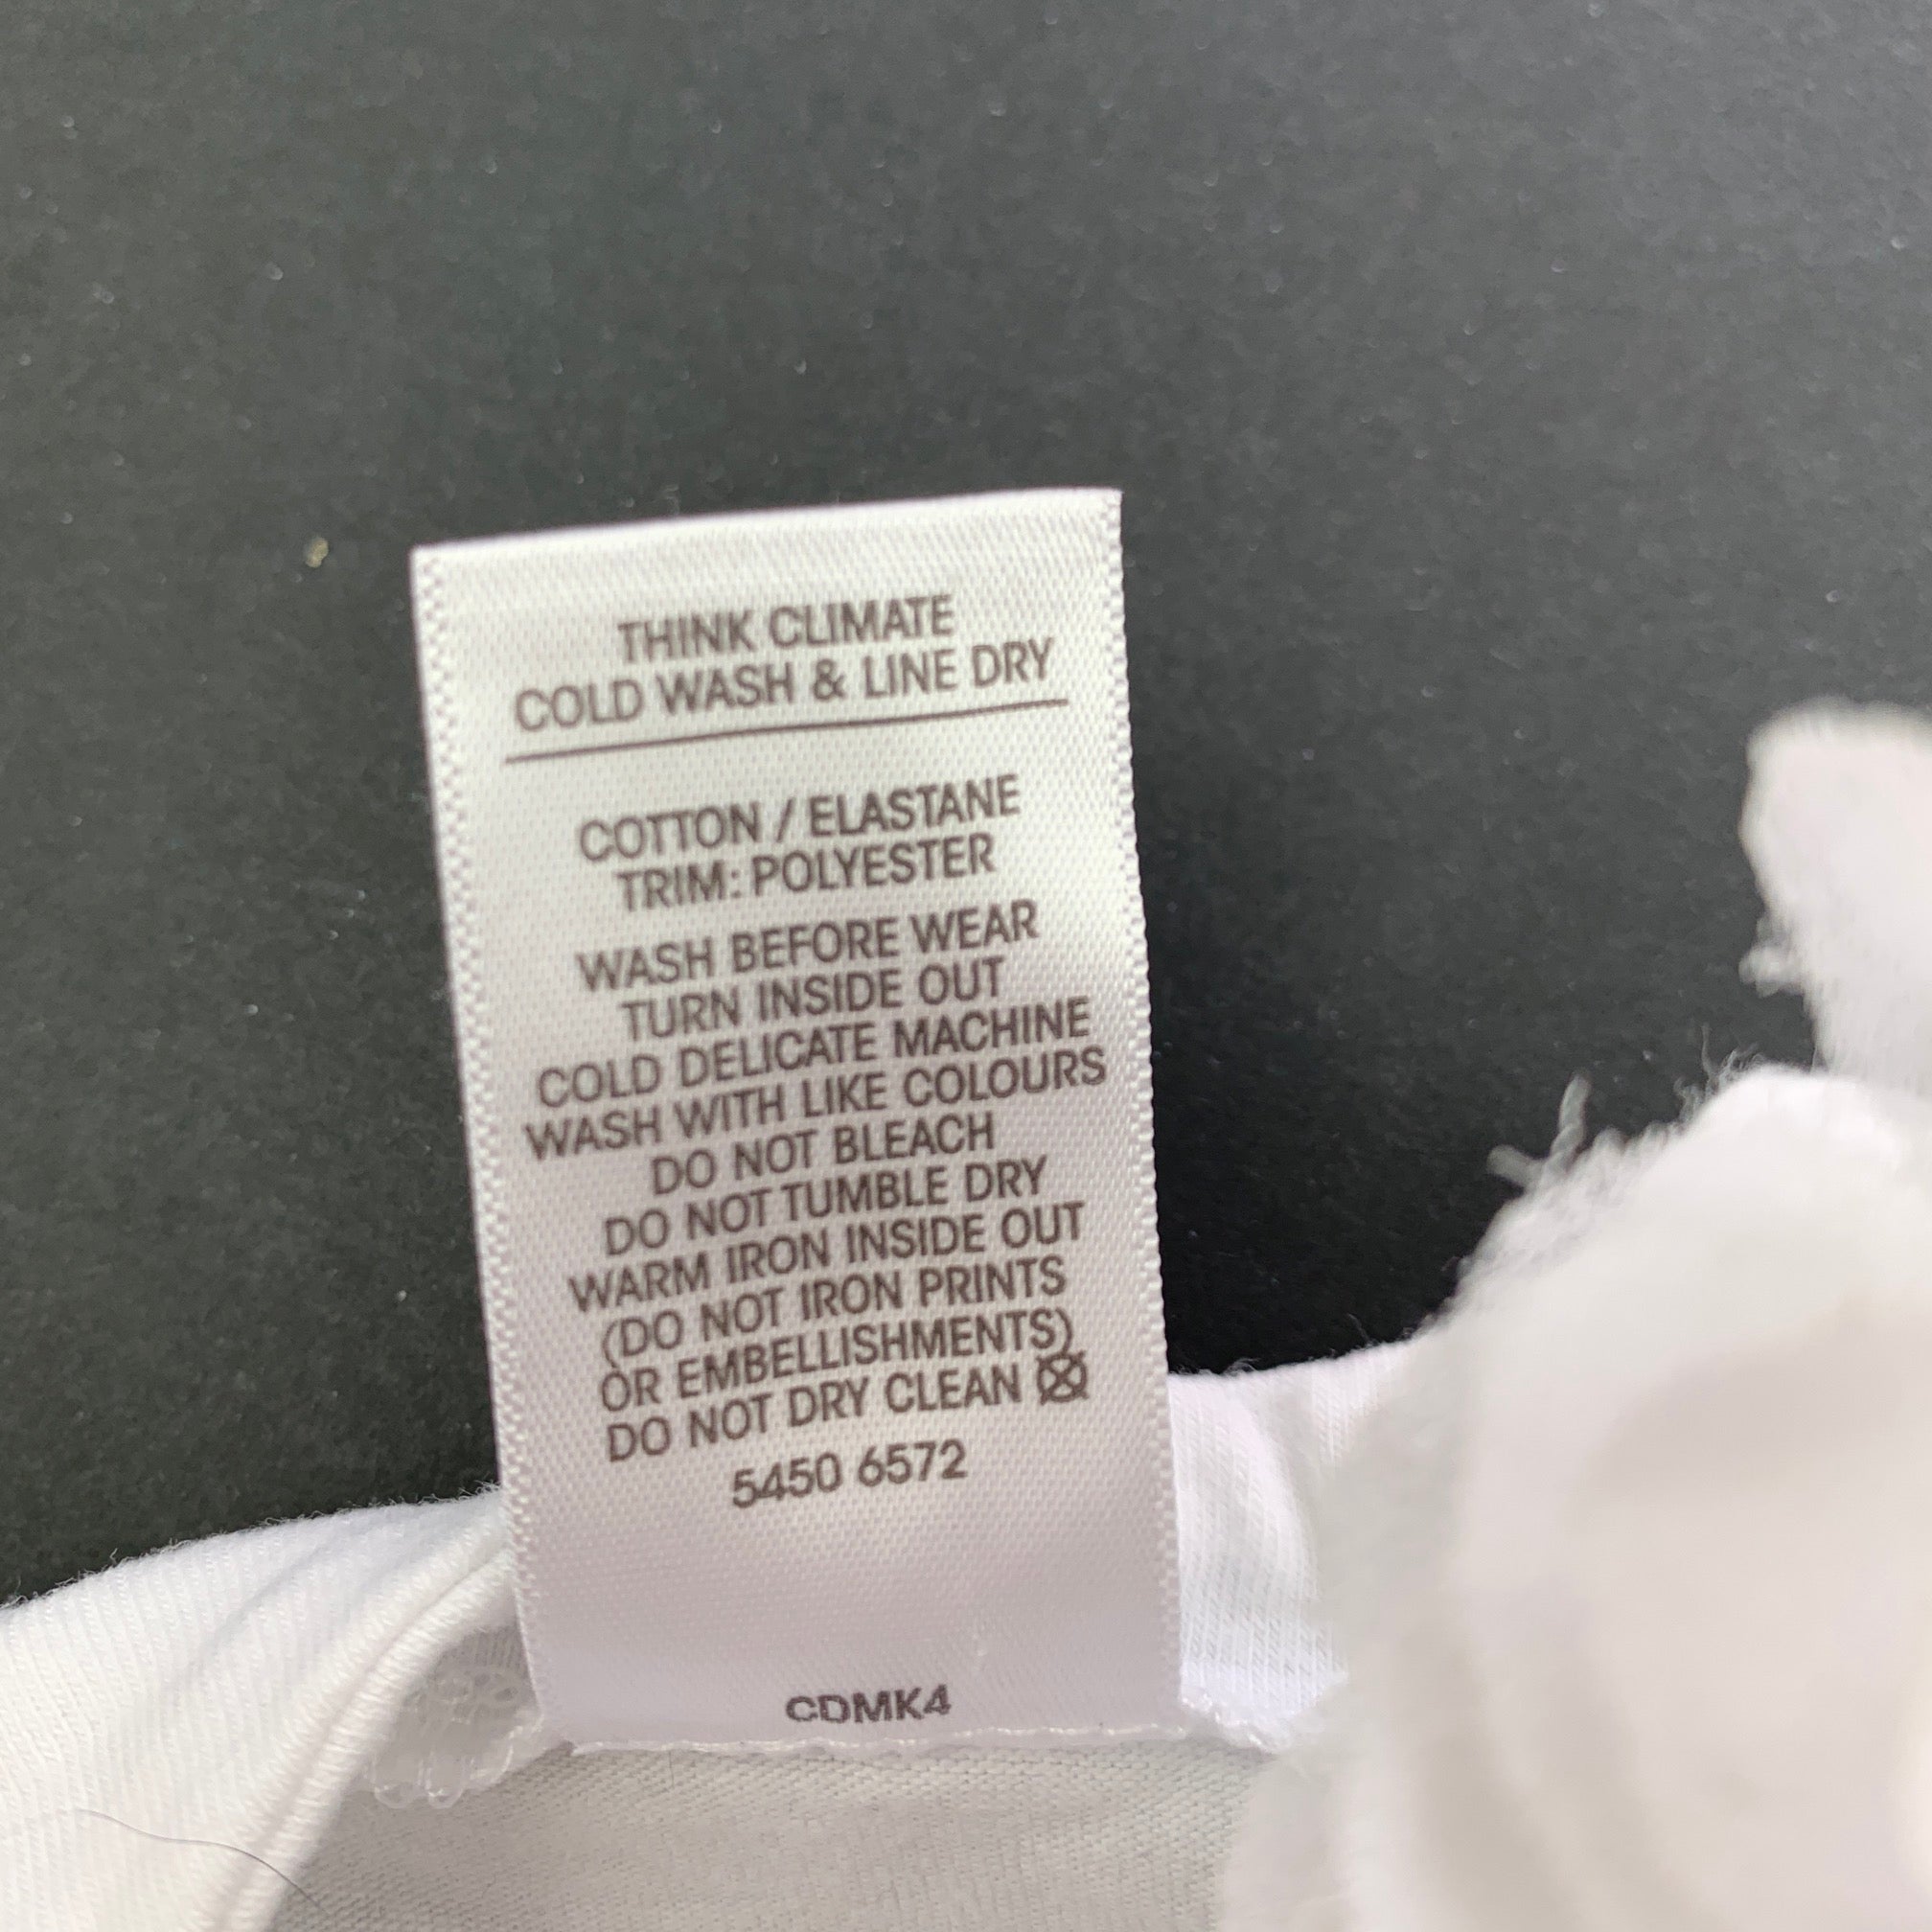 THINK CLIMATE
COLD WASH & LINE DRY
COTTON / ELASTANE
TRIM: POLYESTER
WASH BEFORE WEAR
TURN INSIDE OUT
COLD DELICATE MACHINE
WASH WITH LIKE COLOURS
DO NOT BLEACH
DO NOT TUMBLE DRY
WARM IRON INSIDE OUT
(DO NOT IRON PRINTS
OR EMBELLISHMENTS)
DO NOT DRY CLEAN
5450 6572
CDMK4